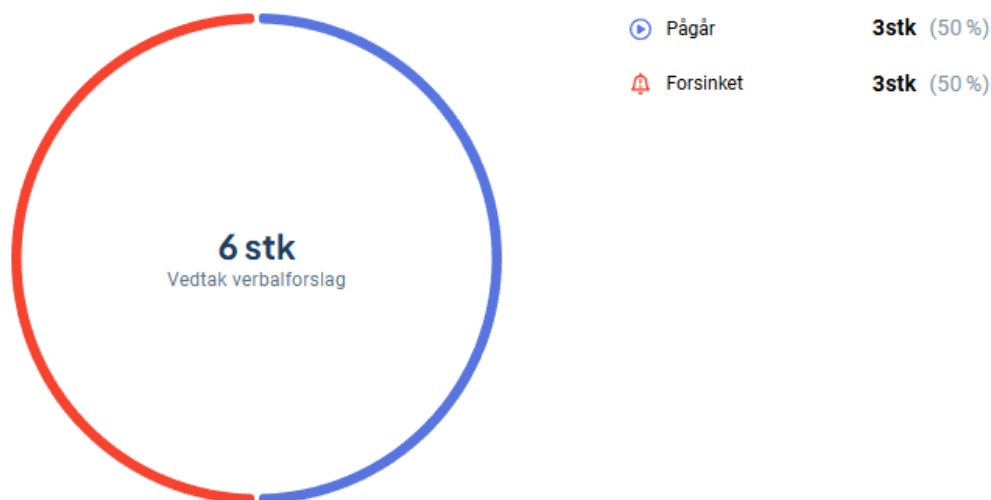 Pågår 3stk (50 %)
Forsinket 3stk (50 %)
6 stk
Vedtak verbalforslag